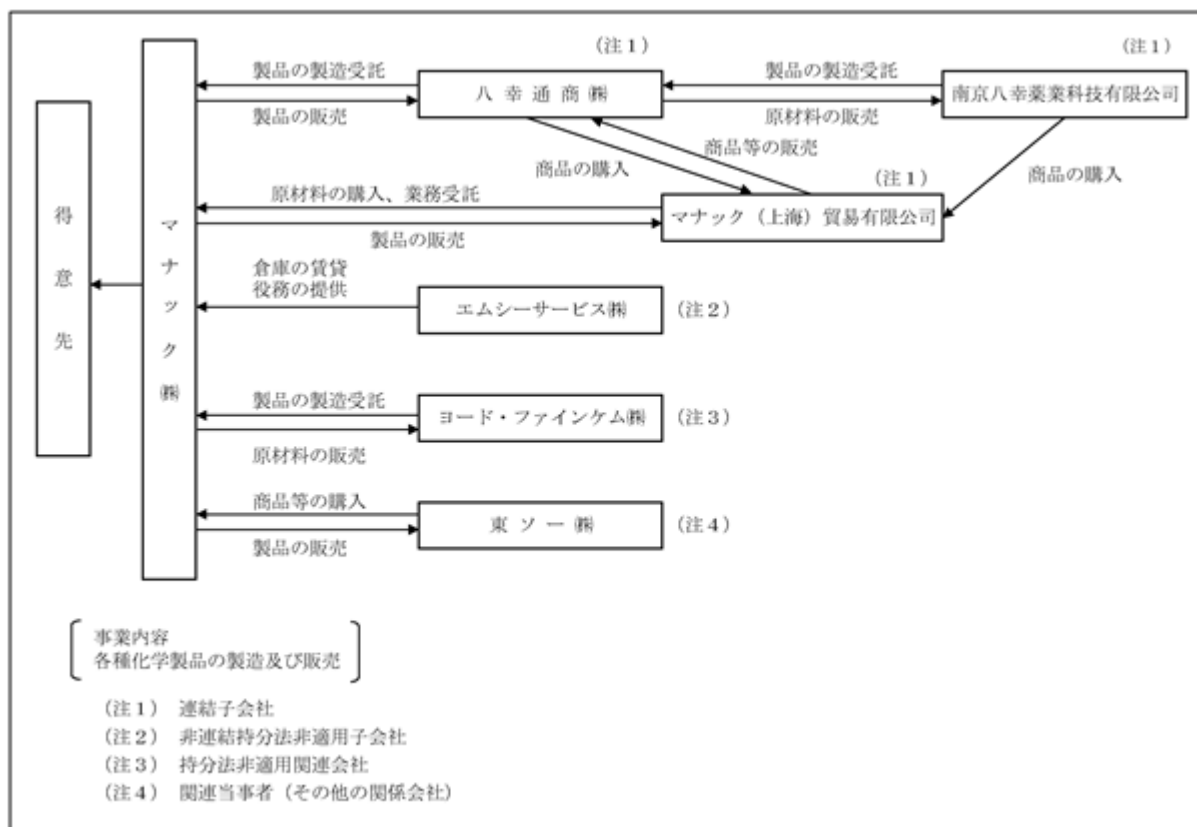 (注1)
(注1)
製品の製造受託
製品の製造受託
八幸通商㈱
南京八幸薬業科技有限公司
製品の販売
原材料の販売
商品等の販売
商品の購入
(注1)
商品の購入
原材料の購入、業務受託
マナック（上海）貿易有限公司
製品の販売
得意先
マナック㈱
倉庫の賃貸
役務の提供
エムシーサービス㈱
(注2)
製品の製造受託
ヨード・ファインケム㈱
(注3)
原材料の販売
商品等の購入
東ソー㈱
(注4)
製品の販売
事業内容
各種化学製品の製造及び販売
(注1) 連結子会社
(注2) 非連結持分法非適用子会社
(注3) 持分法非適用関連会社
(注4) 関連当事者（その他の関係会社）